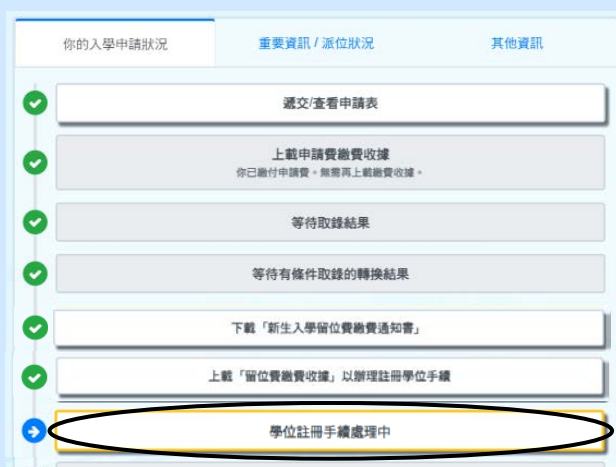 你的入學申請狀況
重要資訊 / 派位狀況
其他資訊
遞交/查看申請表
上載申請費繳費收據
你已繳付申請費。無需再上載繳費收據。
等待取錄結果
等待有條件取錄的轉換結果
下載「新生入學留位費繳費通知書」
上載「留位費繳費收據」以辦理註冊學位手續
學位註冊手續處理中